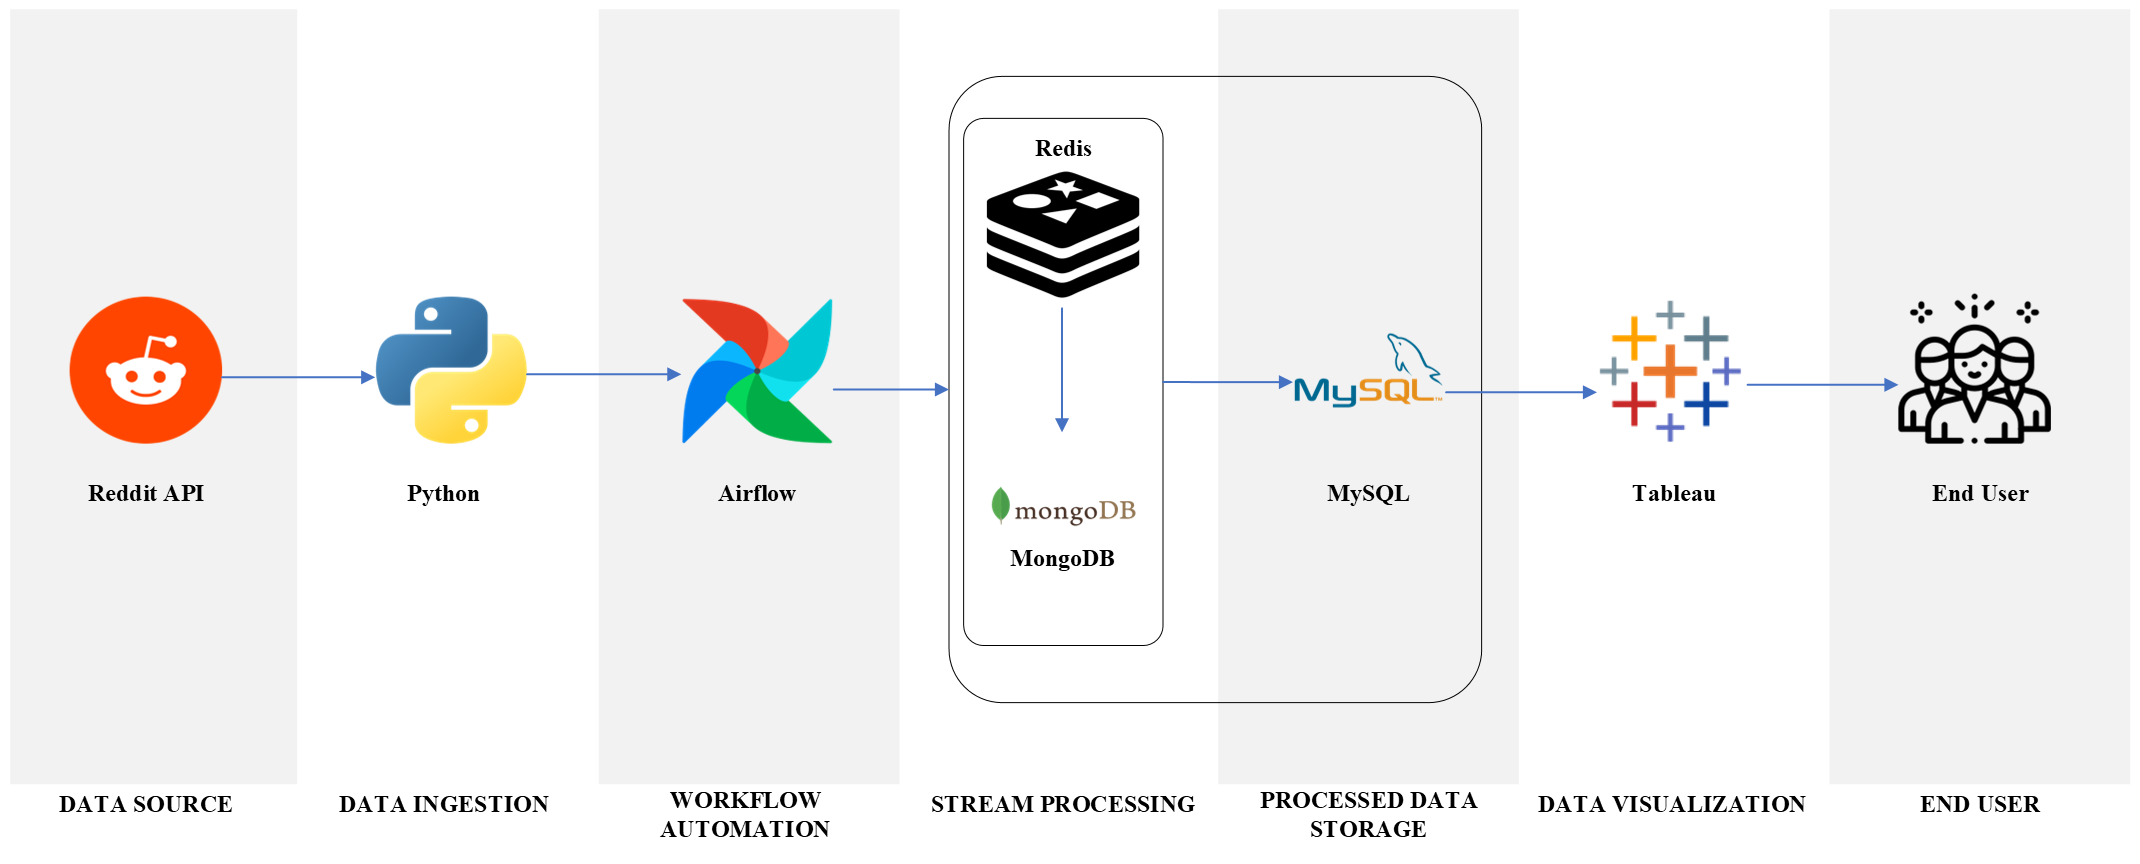 Redis
mongoDB
MongoDB
MySQL™
Reddit API
Python
Airflow
MySQL
Tableau
End User
DATA SOURCE
DATA INGESTION
WORKFLOW
AUTOMATION
STREAM PROCESSING
PROCESSED DATA
STORAGE
DATA VISUALIZATION
END USER